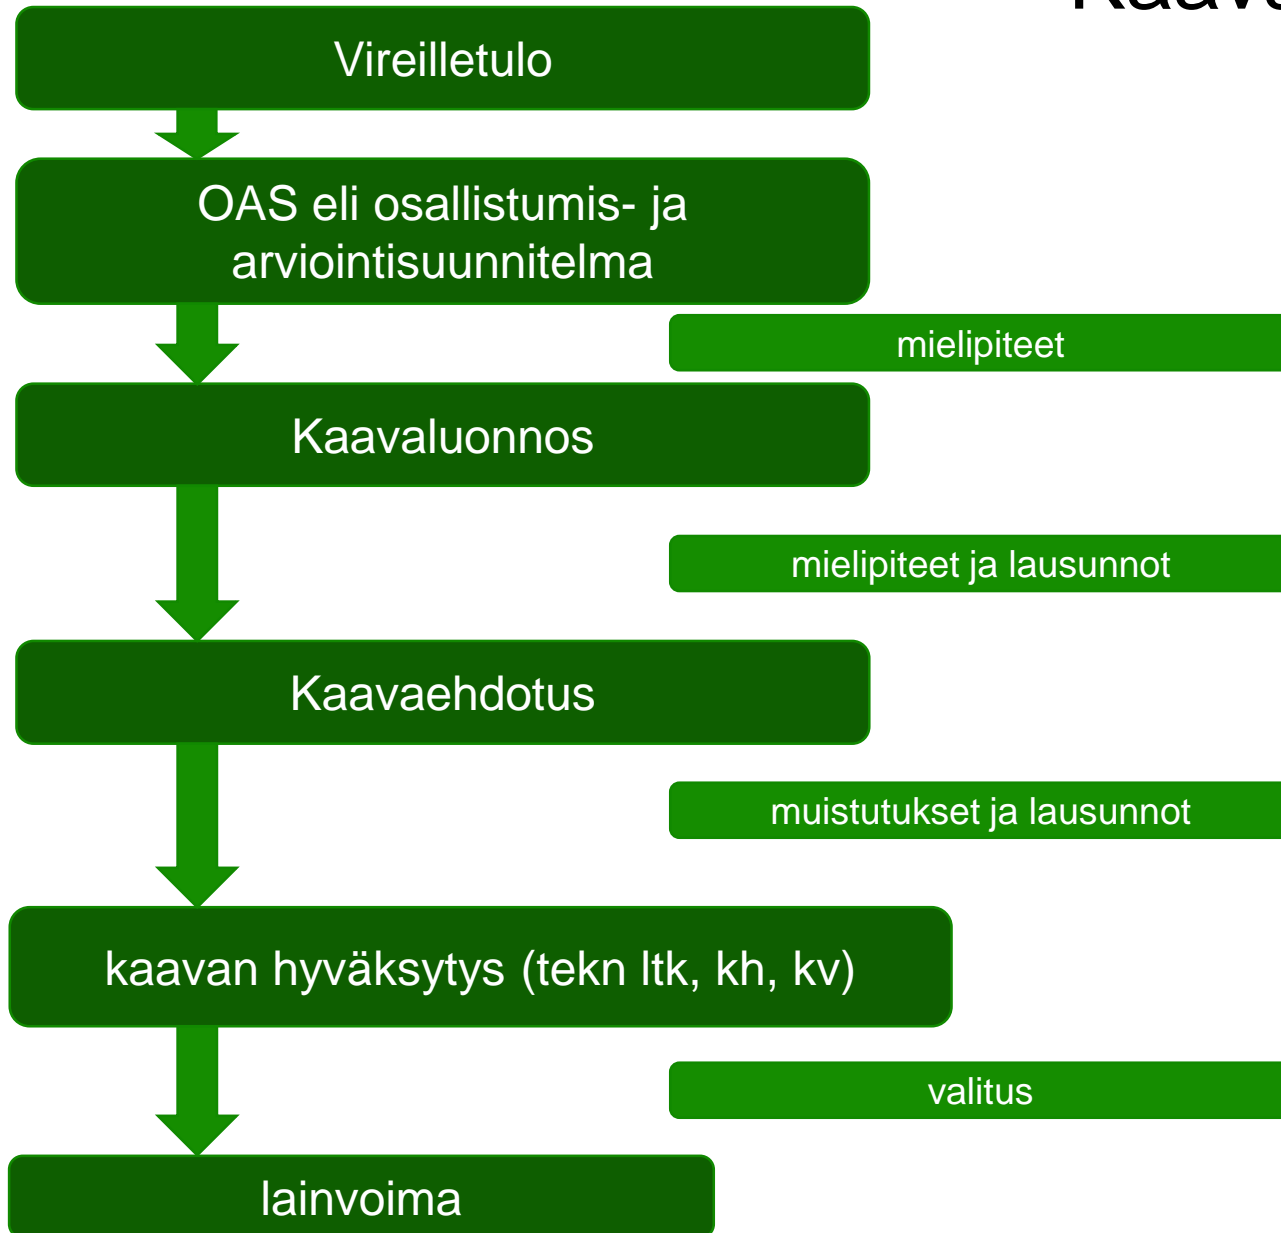 Vireilletulo
OAS eli osallistumis- ja
arviointisuunnitelma
mielipiteet
Kaavaluonnos
mielipiteet ja lausunnot
Kaavaehdotus
muistutukset ja lausunnot
kaavan hyväksytys (tekn ltk, kh, kv)
valitus
lainvoima